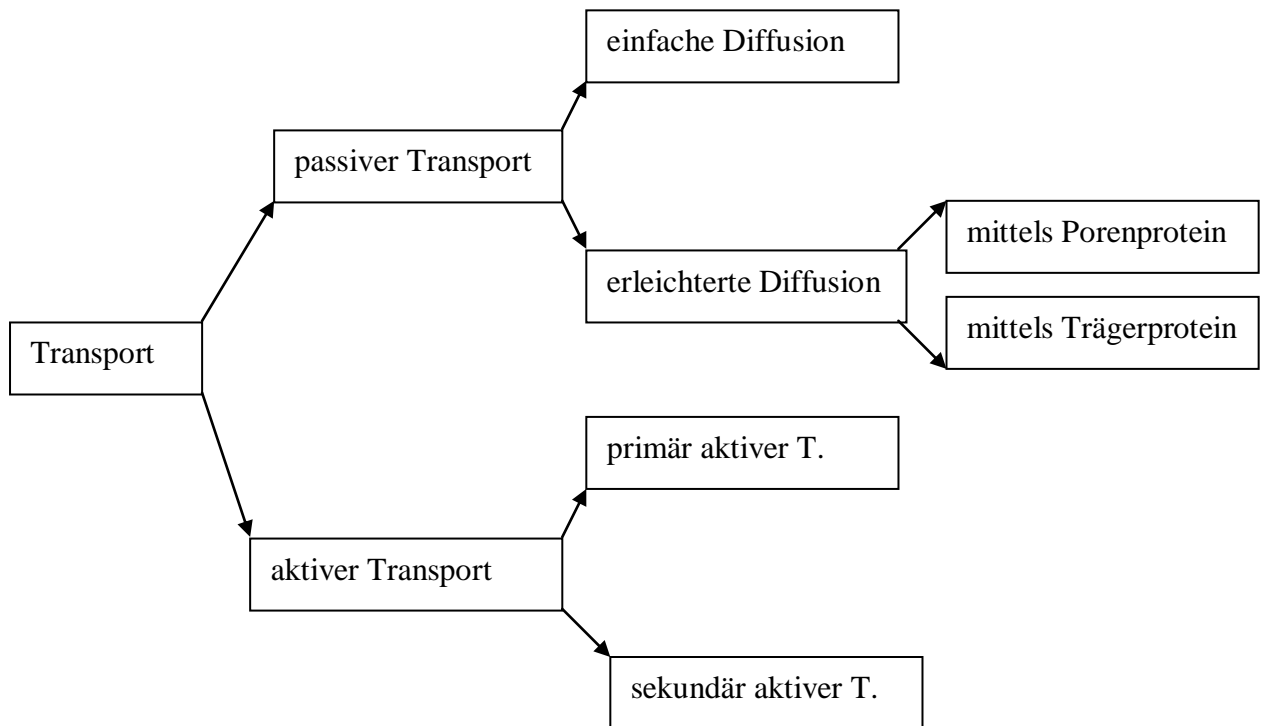 einfache Diffusion
passiver Transport
mittels Porenprotein
erleichterte Diffusion
mittels Trägerprotein
Transport
primär aktiver T.
aktiver Transport
sekundär aktiver T.